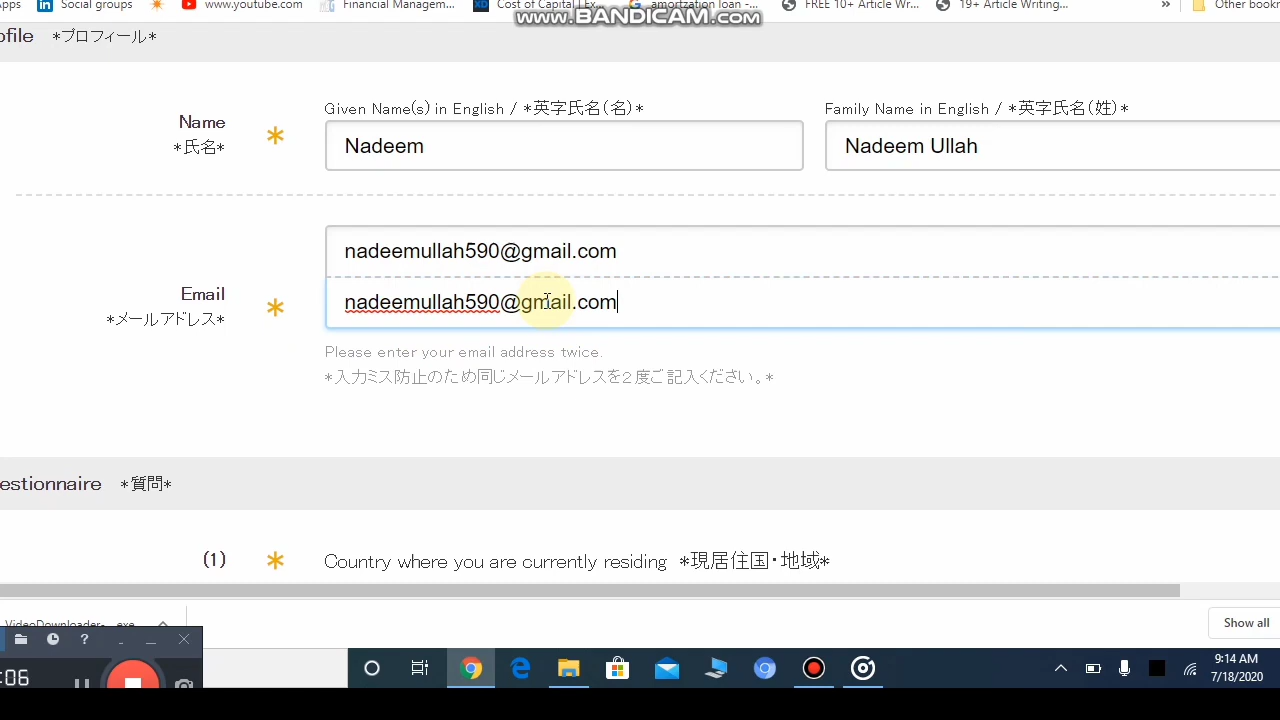 Social groups
www.youtube.com
Financial Managem...
Cost of Capital | Ex...
amortzation loan -...
FREE 10+ Article Wr...
19+ Article Writing...
»
www.BANDICAM.com
ofile *プロフィール*
Given Name(s) in English / *英字氏名(名)*
Family Name in English / *英字氏名(姓)*
Name
*氏名*
*
Nadeem
Nadeem Ullah
nadeemullah590@gmail.com
nadeemullah590@gmail.com
Email
*メールアドレス*
*
Please enter your email address twice.
*入力ミス防止のため同じメールアドレスを2度ご記入ください。*
estionnaire *質問*
(1) * Country where you are currently residing *現居住国・地域*
Show all
:06
9:14 AM
7/18/2020